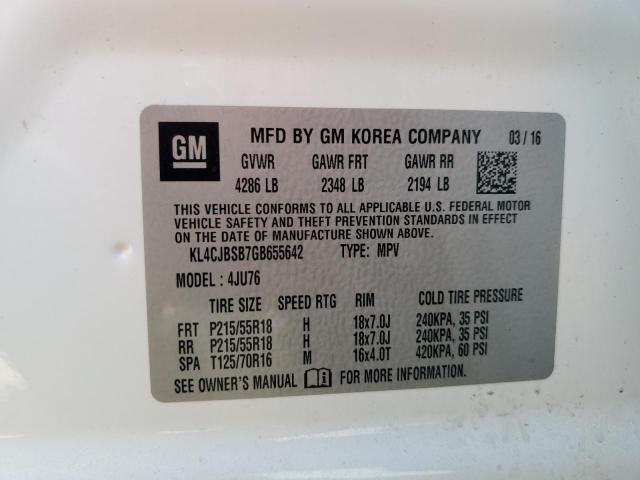 GM MFD BY GM KOREA COMPANY 03 / 16
GVWR GAWR FRT GAWR RR
4286 LB 2348 LB 2194 LB
THIS VEHICLE CONFORMS TO ALL APPLICABLE U.S. FEDERAL MOTOR
VEHICLE SAFETY AND THEFT PREVENTION STANDARDS IN EFFECT
ON THE DATE OF MANUFACTURE SHOWN ABOVE.
KL4CJBSB7GB655642 TYPE: MPV
MODEL: 4JU76
TIRE SIZE SPEED RTG RIM COLD TIRE PRESSURE
FRT P215/55R18 H 18x7.0J 240KPA, 35 PSI
RR P215/55R18 H 18x7.0J 240KPA, 35 PSI
SPA T125/70R16 M 16x4.0T 420KPA, 60 PSI
SEE OWNER'S MANUAL FOR MORE INFORMATION.